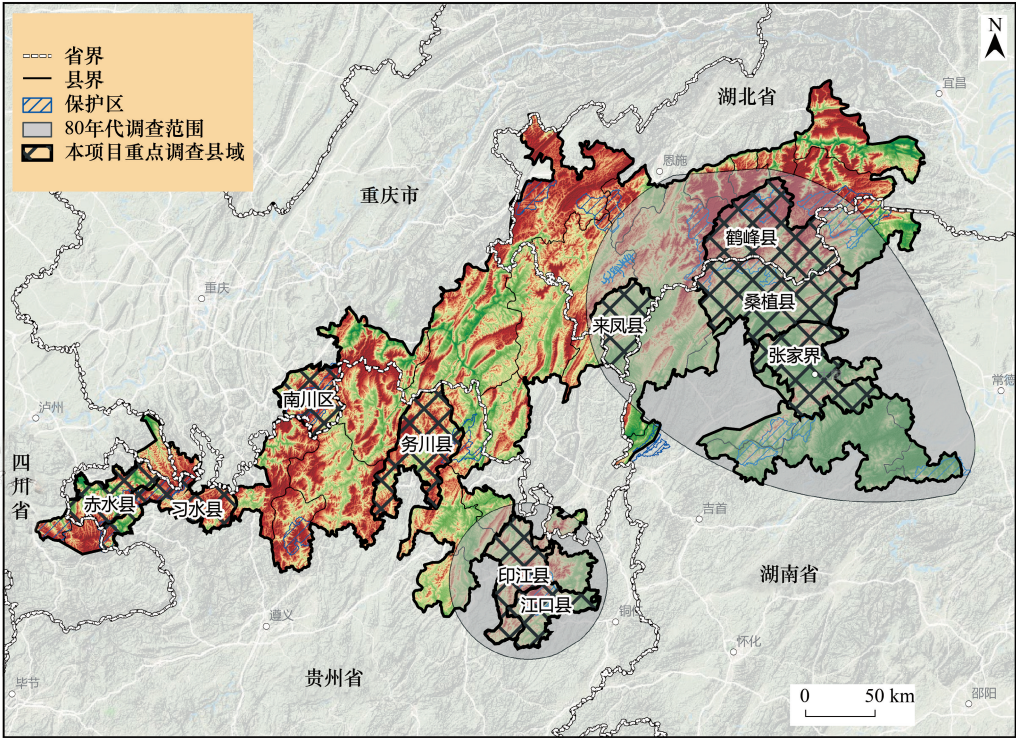 省界
县界
保护区
80年代调查范围
本项目重点调查县域
N
湖北省
宜昌
恩施
重庆市
鹤峰县
重庆
桑植县
来凤县
张家界
常德
南川区
泸州
务川县
四
川
省
赤水县
习水县
吉首
印江县
湖南省
江口县
铜仁
遵义
怀化
贵州省
毕节
邵阳
0
50 km